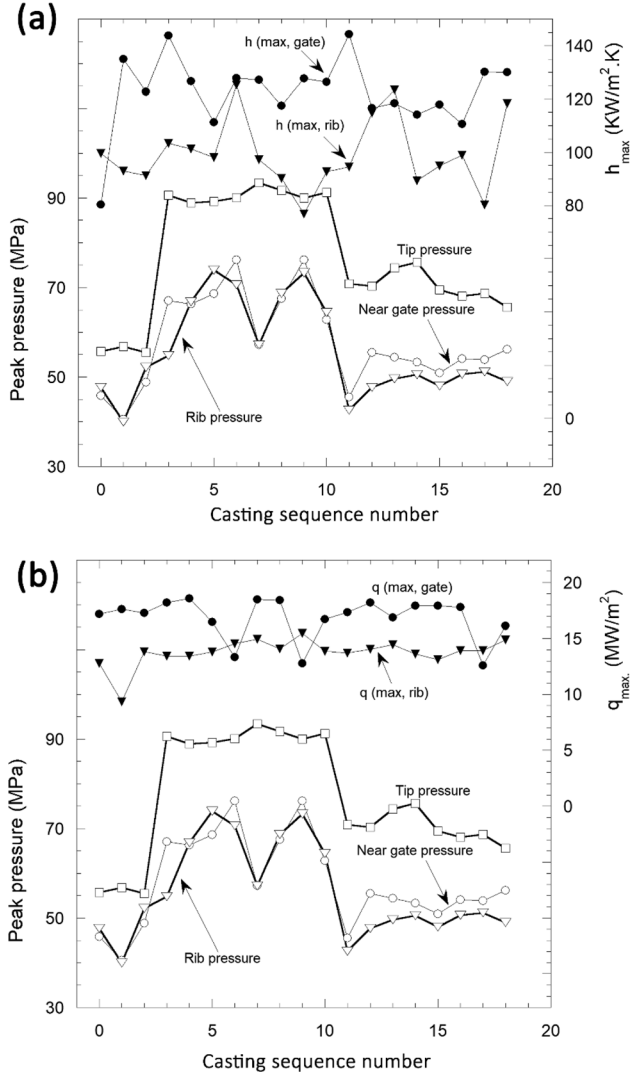 (a)
h (max, gate)
h (max, rib)
Tip pressure
Near gate pressure
Rib pressure
Peak pressure (MPa)
90
70
50
30
hmax (KW/m².K)
140
120
100
80
0
0 5 10 15 20
Casting sequence number
(b)
q (max, gate)
q (max, rib)
Tip pressure
Near gate pressure
Rib pressure
Peak pressure (MPa)
90
70
50
30
qmax. (MW/m²)
20
15
10
5
0
0 5 10 15 20
Casting sequence number